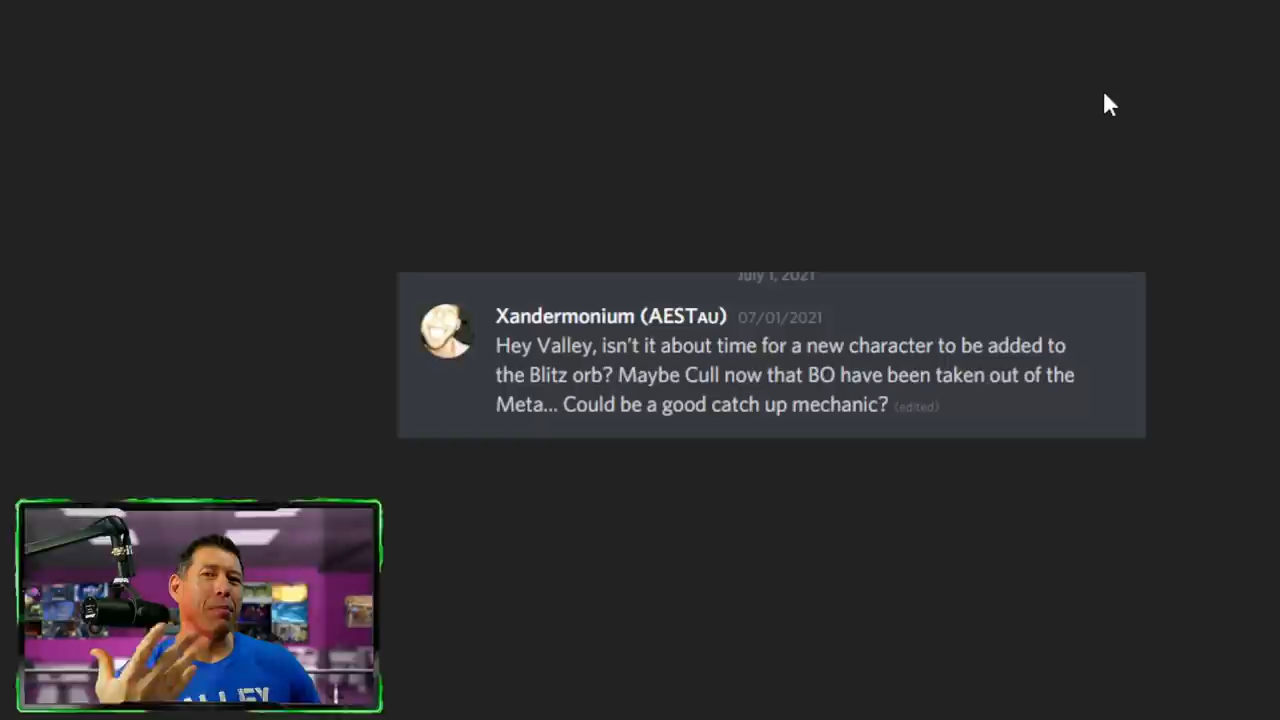 July 1, 2021
Xandermonium (AESTAU) 07/01/2021
Hey Valley, isn't it about time for a new character to be added to
the Blitz orb? Maybe Cull now that BO have been taken out of the
Meta... Could be a good catch up mechanic? (edited)